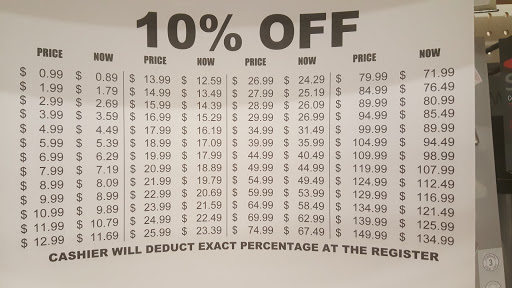 10% OFF
PRICE NOW PRICE NOW PRICE NOW PRICE NOW
$ 0.99 $ 0.89 $ 13.99 $ 12.59 $ 26.99 $ 24.29 $ 79.99 $ 71.99
$ 1.99 $ 1.79 $ 14.99 $ 13.49 $ 27.99 $ 25.19 $ 84.99 $ 76.49
$ 2.99 $ 2.69 $ 15.99 $ 14.39 $ 28.99 $ 26.09 $ 89.99 $ 80.99
$ 3.99 $ 3.59 $ 16.99 $ 15.29 $ 29.99 $ 26.99 $ 94.99 $ 85.49
$ 4.99 $ 4.49 $ 17.99 $ 16.19 $ 34.99 $ 31.49 $ 99.99 $ 89.99
$ 5.99 $ 5.39 $ 18.99 $ 17.09 $ 39.99 $ 35.99 $ 104.99 $ 94.49
$ 6.99 $ 6.29 $ 19.99 $ 17.99 $ 44.99 $ 40.49 $ 109.99 $ 98.99
$ 7.99 $ 7.19 $ 20.99 $ 18.89 $ 49.99 $ 44.99 $ 119.99 $ 107.99
$ 8.99 $ 8.09 $ 21.99 $ 19.79 $ 54.99 $ 49.49 $ 124.99 $ 112.49
$ 9.99 $ 8.99 $ 22.99 $ 20.69 $ 59.99 $ 53.99 $ 129.99 $ 116.99
$ 10.99 $ 9.89 $ 23.99 $ 21.59 $ 64.99 $ 58.49 $ 134.99 $ 121.49
$ 11.99 $ 10.79 $ 24.99 $ 22.49 $ 69.99 $ 62.99 $ 139.99 $ 125.99
$ 12.99 $ 11.69 $ 25.99 $ 23.39 $ 74.99 $ 67.49 $ 149.99 $ 134.99
CASHIER WILL DEDUCT EXACT PERCENTAGE AT THE REGISTER